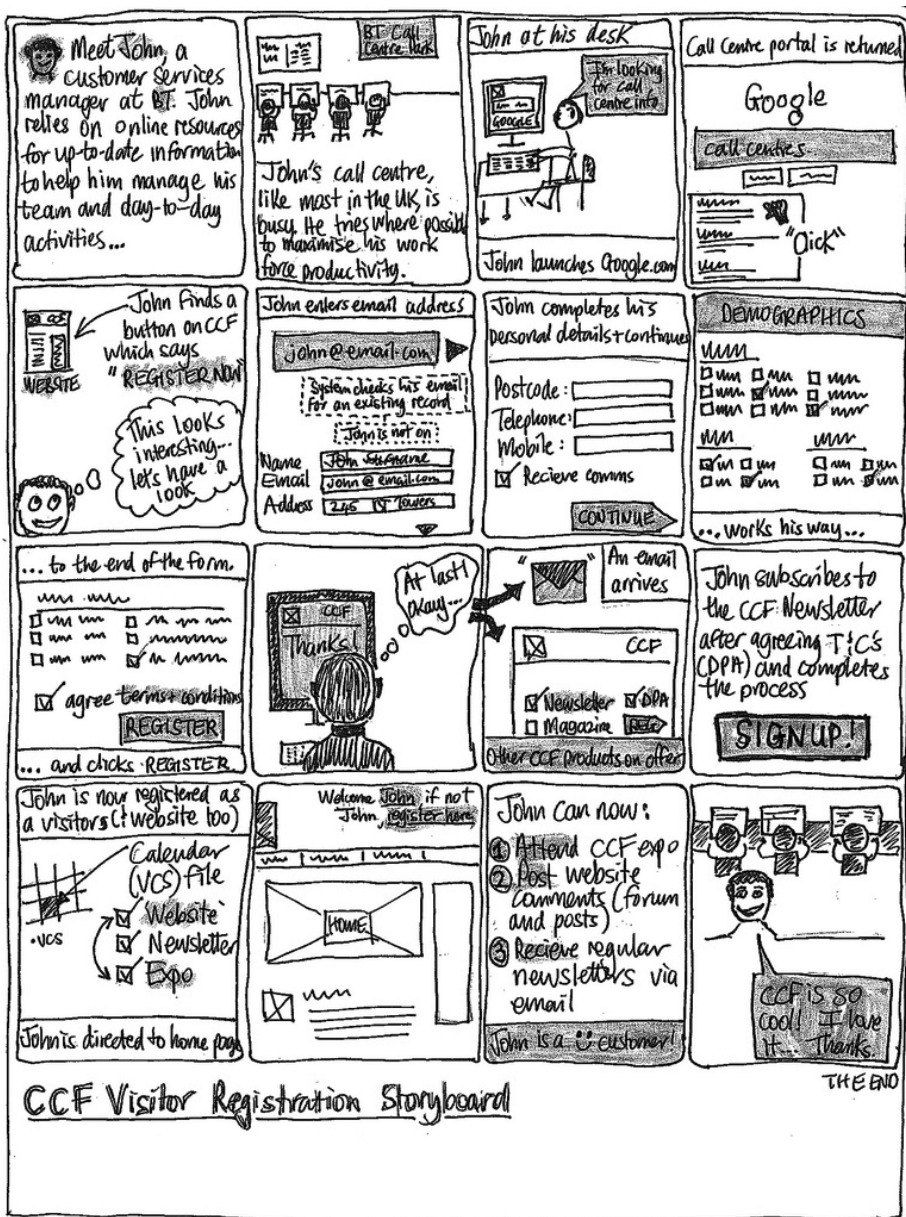 Meet John, a
customer services
manager at BT. John
relies on online resources
for up-to-date information
to help him manage his
team and day-to-day
activities...
BT Call
Centre Park
John's call centre,
like most in the UK, is
busy. He tries where possible
to maximise his work
force productivity.
John at his desk
I'm looking
for call
centre info
GOOGLE
John launches Google.com
Call Centre portal is returned
Google
call centres
"Click"
John finds a
button on CCF
which says
"REGISTER NOW"
CCF
WEBSITE
This looks
interesting...
let's have a
look
John enters email address
john@email.com
System checks his email
for an existing record
John is not on
Name John Surname
Email john@email.com
Address 245 Towers
John completes his
personal details + continues
Postcode:
Telephone:
Mobile:
Recieve comms
CONTINUE
DEMOGRAPHICS
...works his way...
... to the end of the form.
agree terms + conditions
REGISTER
... and clicks REGISTER
At last!
okay...
CCF
Thanks!
An email
arrives
CCF
Newsletter DPA
Magazine
Other CCF products on offer
John subscribes to
the CCF Newsletter
after agreeing T&C's
(DPA) and completes
the process
SIGNUP!
John is now registered as
a visitors (+ website too)
Calendar
(VCS) file
.vcs
Website
Newsletter
Expo
John is directed to home page
Welcome John, if not
John register here
HOME
John can now:
① Attend CCF expo
② Post website
comments (forum
and posts)
③ Recieve regular
newsletters via
email
John is a customer!
CCF is so
cool! I love
it... Thanks.
THE END
CCF Visitor Registration Storyboard